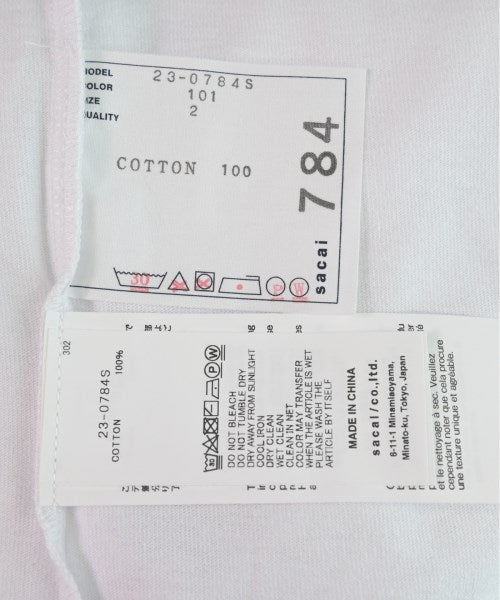 MODEL 23-0784S
COLOR 101
SIZE 2
QUALITY
COTTON 100
784
sacai
30
P
W
302
23-0784S
COTTON 100%
P
W
DO NOT BLEACH
DO NOT TUMBLE DRY
DRY AWAY FROM SUNLIGHT
COOL IRON
DRY CLEAN
WET CLEAN
CLEAN IN NET
COLOR MAY TRANSFER
WHEN THE ARTICLE IS WET
PLEASE WASH THE
ARTICLE BY ITSELF
MADE IN CHINA
sacai/co.,ltd.
6-11-1 Minamiaoyama,
Minato-ku, Tokyo, Japan
et le nettoyage à sec. Veuillez
cependant noter que cela procure
une texture unique et agréable.